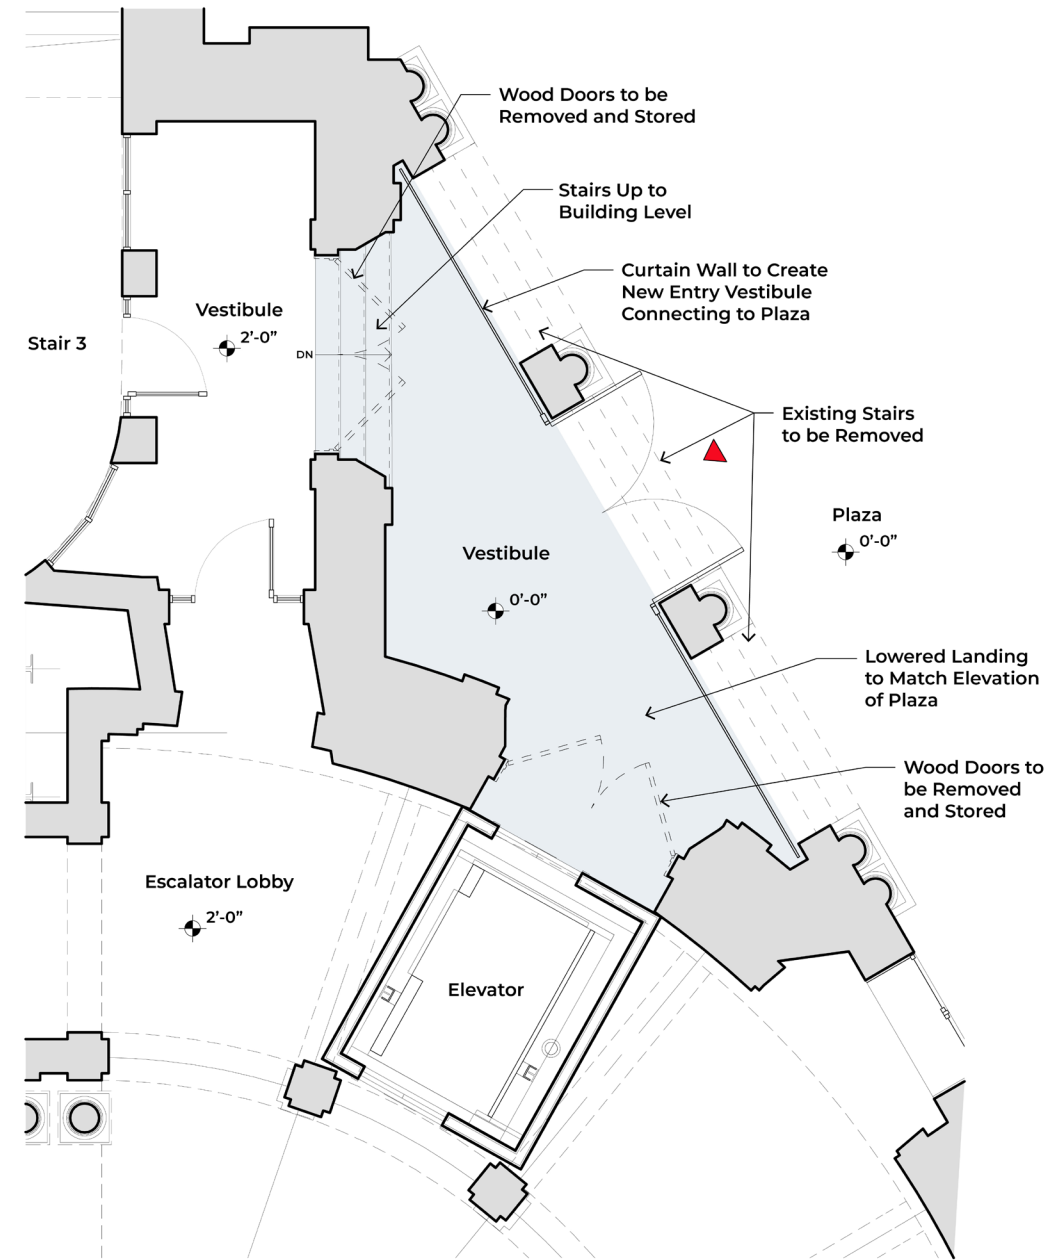 Wood Doors to be
Removed and Stored
Stairs Up to
Building Level
Curtain Wall to Create
New Entry Vestibule
Connecting to Plaza
Vestibule
2'-0"
Stair 3
DN
Existing Stairs
to be Removed
Plaza
0'-0"
Vestibule
0'-0"
Lowered Landing
to Match Elevation
of Plaza
Wood Doors to
be Removed
and Stored
Escalator Lobby
2'-0"
Elevator